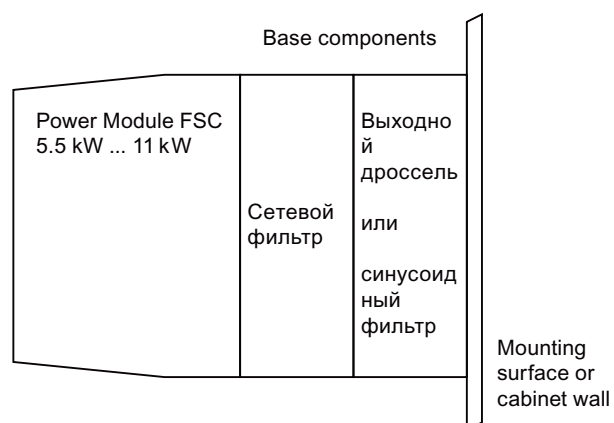 Base components
Power Module FSC
5.5 kW ... 11 kW
Сетевой
фильтр
Выходно
й
дроссель
или
синусоид
ный
фильтр
Mounting
surface or
cabinet wall